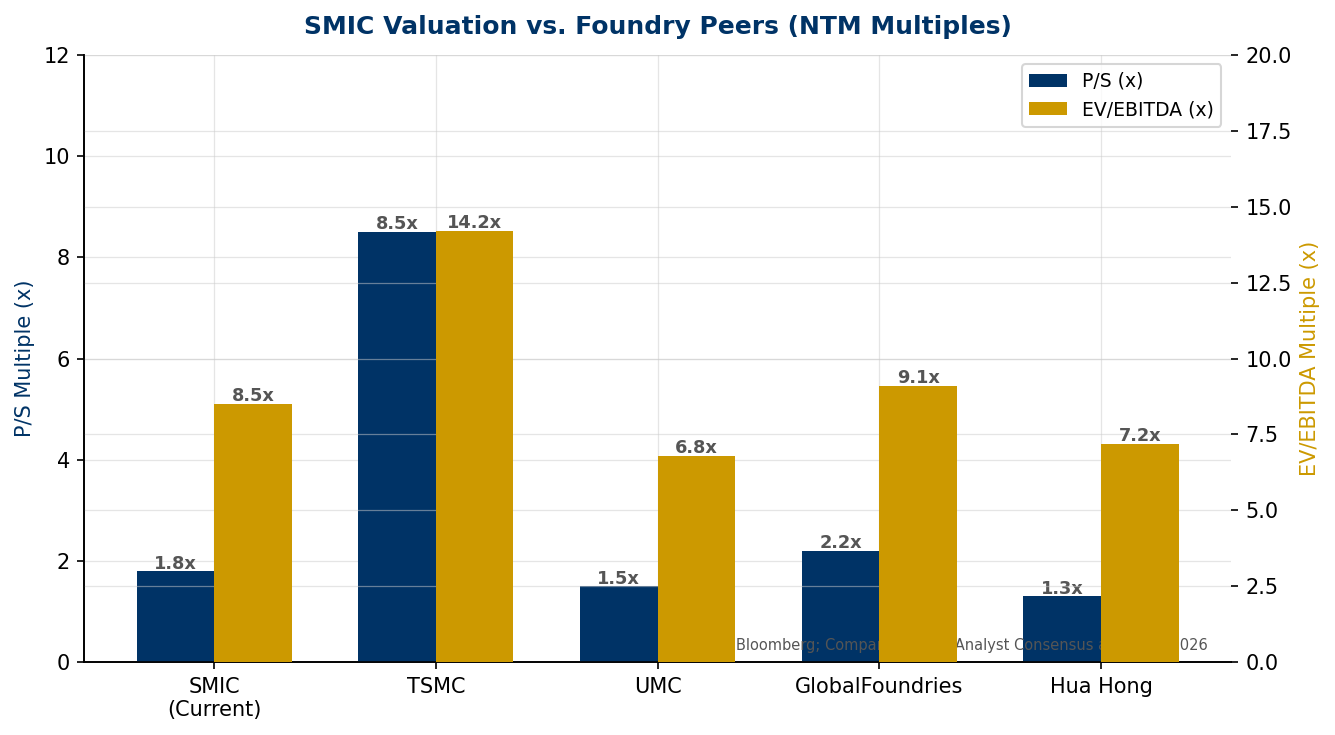 SMIC Valuation vs. Foundry Peers (NTM Multiples)
P/S (x)
EV/EBITDA (x)
P/S Multiple (x)
12
10
8
6
4
2
0
EV/EBITDA Multiple (x)
20.0
17.5
15.0
12.5
10.0
7.5
5.0
2.5
0.0
1.8x
8.5x
8.5x
14.2x
1.5x
6.8x
2.2x
9.1x
1.3x
7.2x
Bloomberg; Analyst Consensus
SMIC
(Current)
TSMC
UMC
GlobalFoundries
Hua Hong